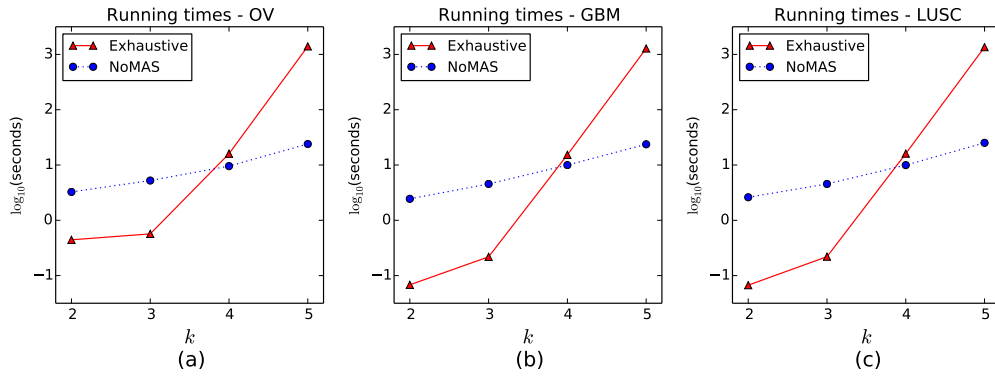 Running times - OV
Exhaustive
NoMAS
log10(seconds)
3
2
1
0
−1
2 3 4 5
k
(a)
Running times - GBM
Exhaustive
NoMAS
log10(seconds)
3
2
1
0
−1
2 3 4 5
k
(b)
Running times - LUSC
Exhaustive
NoMAS
log10(seconds)
3
2
1
0
−1
2 3 4 5
k
(c)